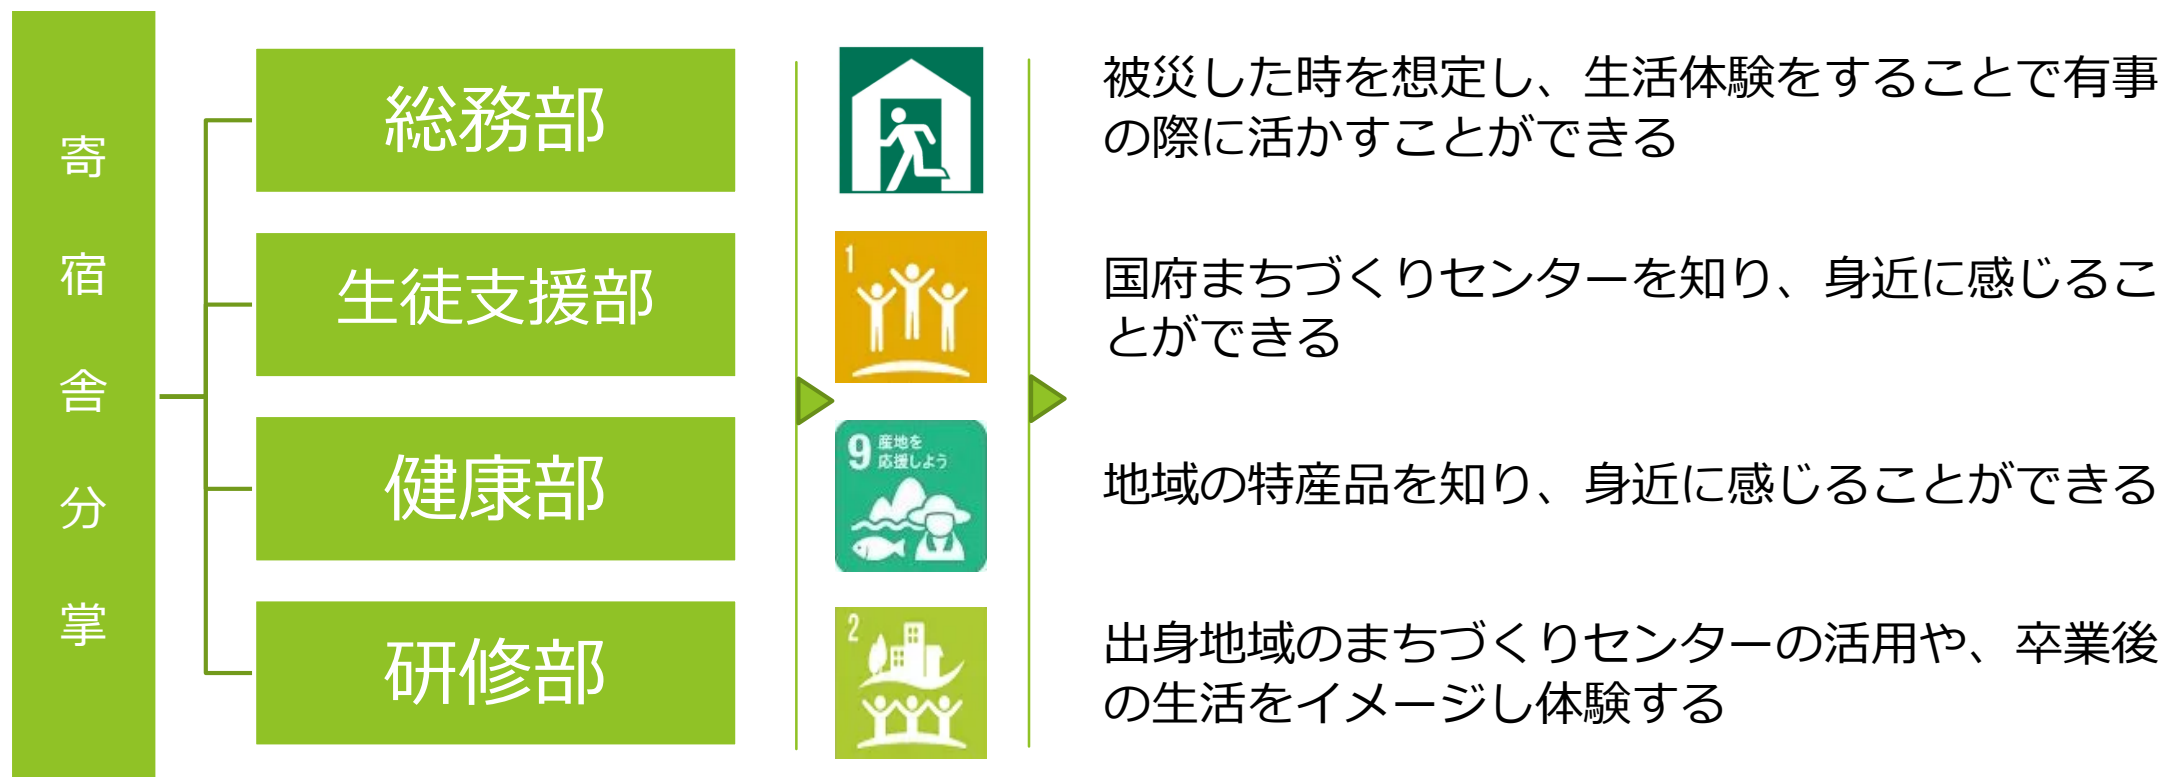 寄宿舎分掌
総務部
被災した時を想定し、生活体験をすることで有事
の際に活かすことができる
生徒支援部
1
国府まちづくりセンターを知り、身近に感じるこ
とができる
健康部
9 産地を
応援しよう
地域の特産品を知り、身近に感じることができる
研修部
2
出身地域のまちづくりセンターの活用や、卒業後
の生活をイメージし体験する